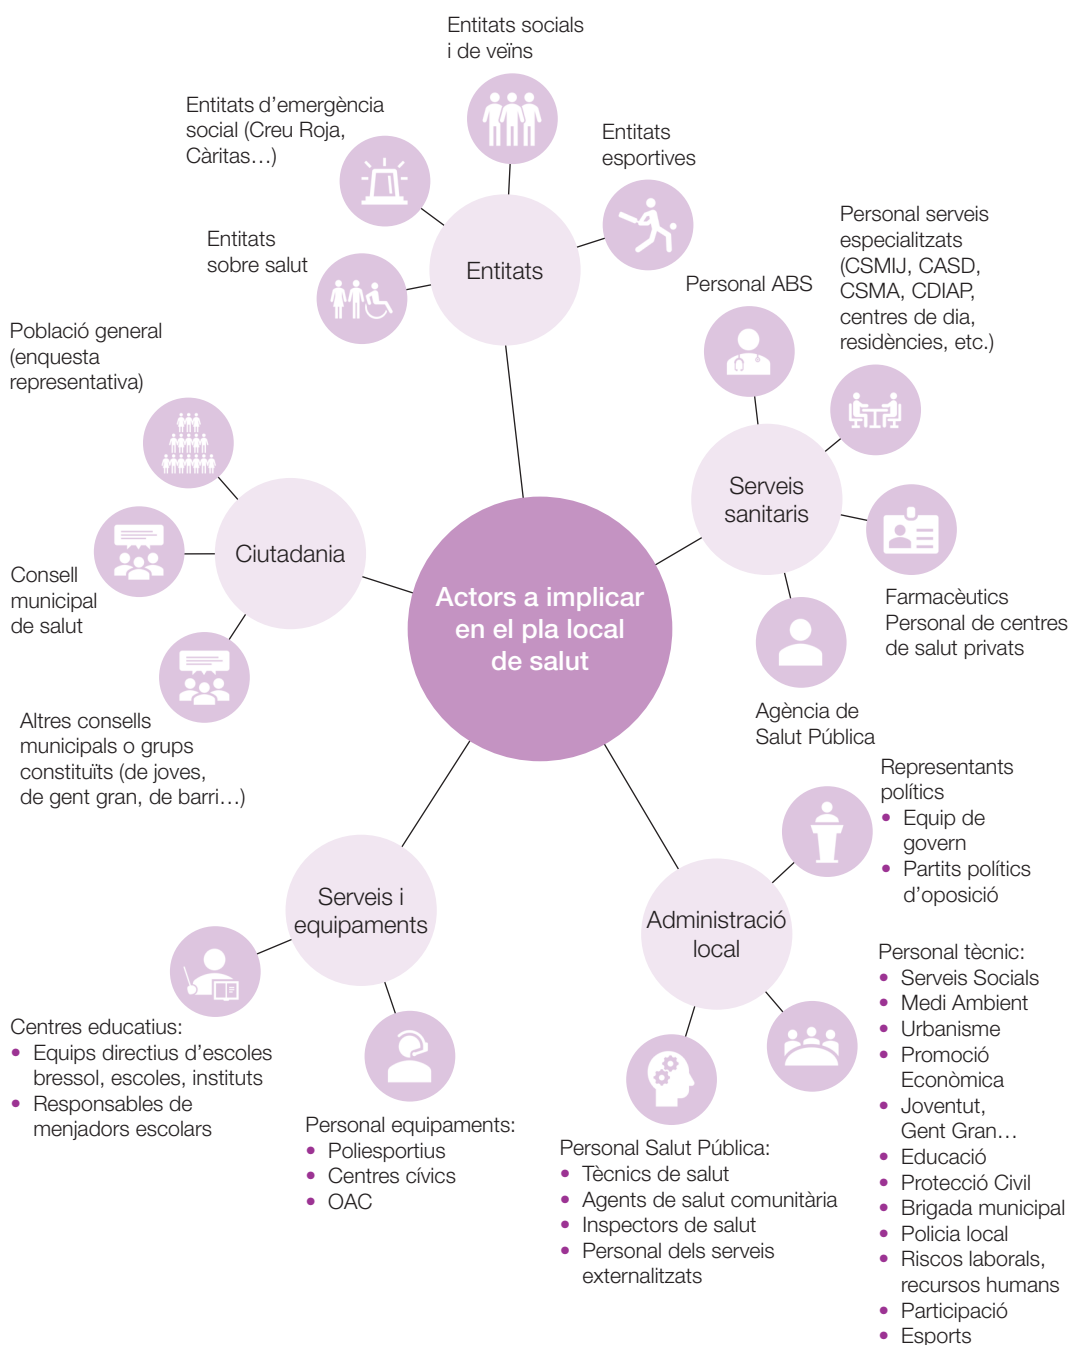 Entitats socials
i de veïns
Entitats d’emergència
social (Creu Roja,
Càritas…)
Entitats
esportives
Entitats
sobre salut
Entitats
Personal serveis
especialitzats
(CSMIJ, CASD,
CSMA, CDIAP,
centres de dia,
residències, etc.)
Personal ABS
Serveis
sanitaris
Farmacèutics
Personal de centres
de salut privats
Agència de
Salut Pública
Població general
(enquesta
representativa)
Ciutadania
Consell
municipal
de salut
Altres consells
municipals o grups
constituïts (de joves,
de gent gran, de barri…)
Actors a implicar
en el pla local
de salut
Serveis i
equipaments
Centres educatius:
• Equips directius d’escoles
bressol, escoles, instituts
• Responsables de
menjadors escolars
Personal equipaments:
• Poliesportius
• Centres cívics
• OAC
Administració
local
Representants
polítics
• Equip de
govern
• Partits polítics
d’oposició
Personal tècnic:
• Serveis Socials
• Medi Ambient
• Urbanisme
• Promoció
Econòmica
• Joventut,
Gent Gran…
• Educació
• Protecció Civil
• Brigada municipal
• Policia local
• Riscos laborals,
recursos humans
• Participació
• Esports
Personal Salut Pública:
• Tècnics de salut
• Agents de salut comunitària
• Inspectors de salut
• Personal dels serveis
externalitzats